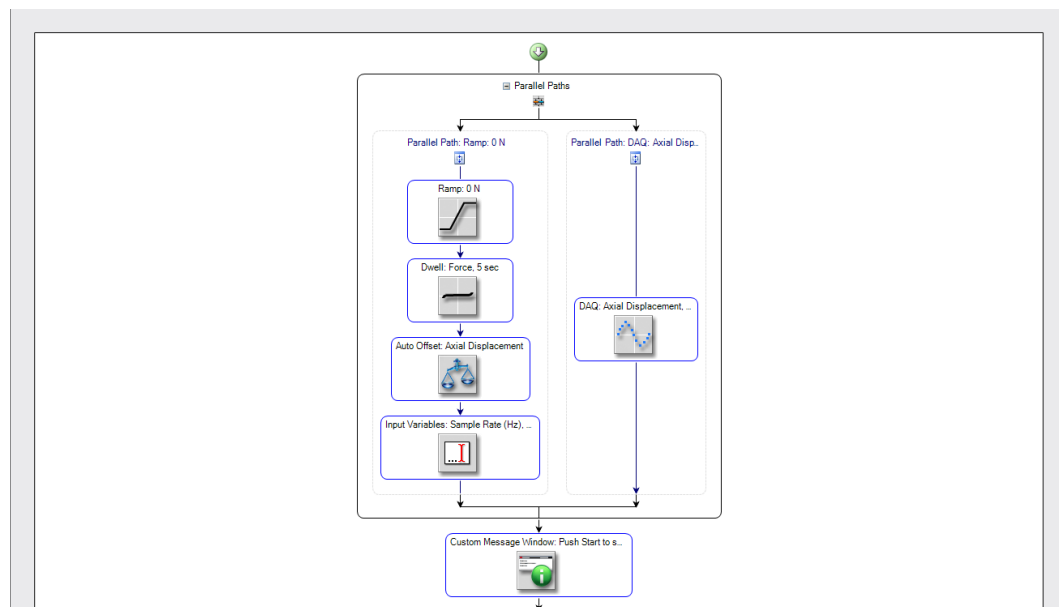 Parallel Paths
Parallel Path: Ramp: 0 N
Parallel Path: DAQ: Axial Disp..
Ramp: 0 N
Dwell: Force, 5 sec
DAQ: Axial Displacement, ...
Auto Offset: Axial Displacement
Input Variables: Sample Rate (Hz), ...
Custom Message Window: Push Start to s...